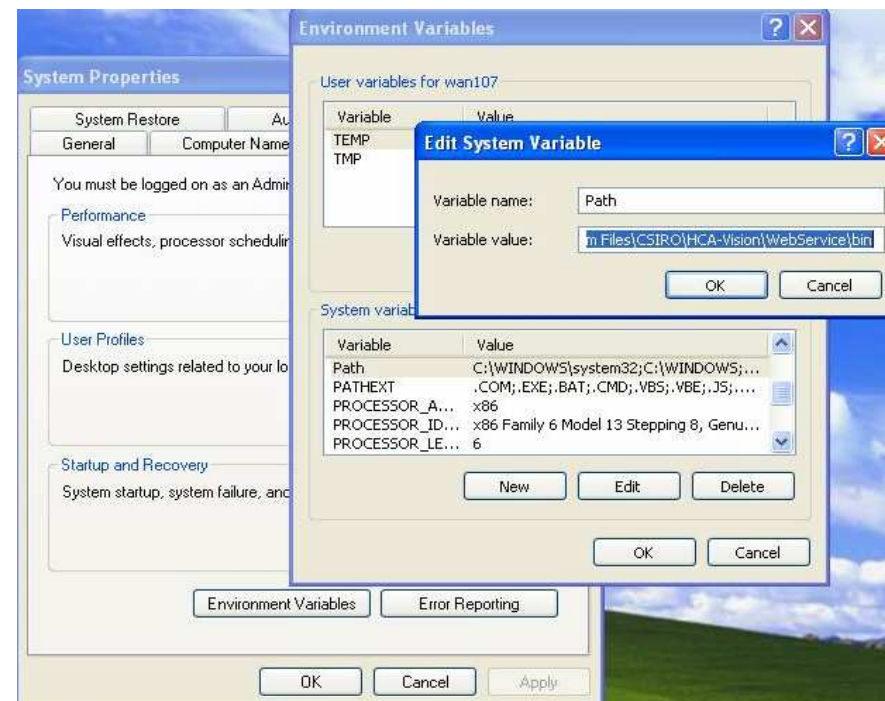 System Properties
System Restore
Au
General
Computer Name
You must be logged on as an Admin
Performance
Visual effects, processor schedulin
User Profiles
Desktop settings related to your lo
Startup and Recovery
System startup, system failure, and
Environment Variables
Error Reporting
OK
Cancel
Apply
Environment Variables
User variables for wan107
Variable
Value
TEMP
TMP
Edit System Variable
Variable name:
Path
Variable value:
m Files\CSIRO\HCA-Vision\WebService\bin
OK
Cancel
System variab
Variable
Value
Path
C:\WINDOWS\system32;C:\WINDOWS;...
PATHEXT
.COM;.EXE;.BAT;.CMD;.VBS;.VBE;.JS;....
PROCESSOR_A...
x86
PROCESSOR_ID...
x86 Family 6 Model 13 Stepping 8, Genu...
PROCESSOR_LE...
6
New
Edit
Delete
OK
Cancel